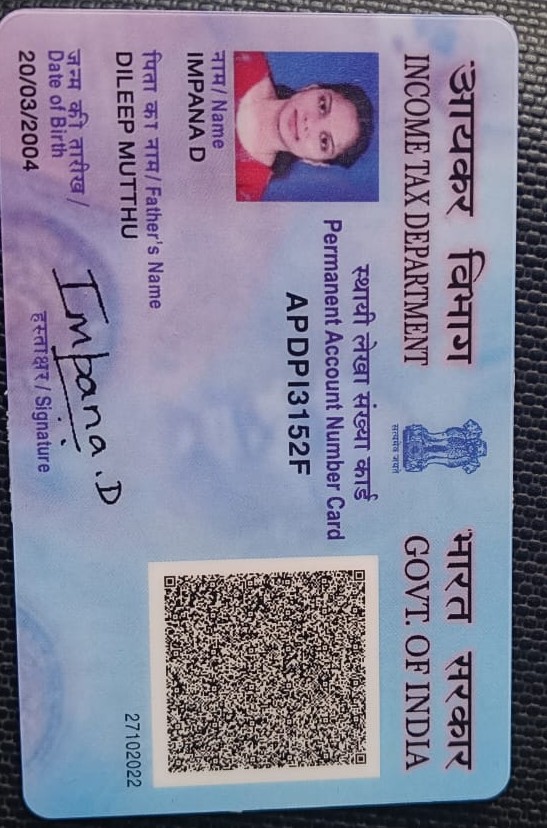 आयकर विभाग
INCOME TAX DEPARTMENT
सत्यमेव जयते
भारत सरकार
GOVT. OF INDIA
स्थायी लेखा संख्या कार्ड
Permanent Account Number Card
APDPI3152F
नाम / Name
IMPANA D
पिता का नाम / Father's Name
DILEEP MUTTHU
जन्म की तारीख /
Date of Birth
20/03/2004
Impana.D
हस्ताक्षर / Signature
27102022